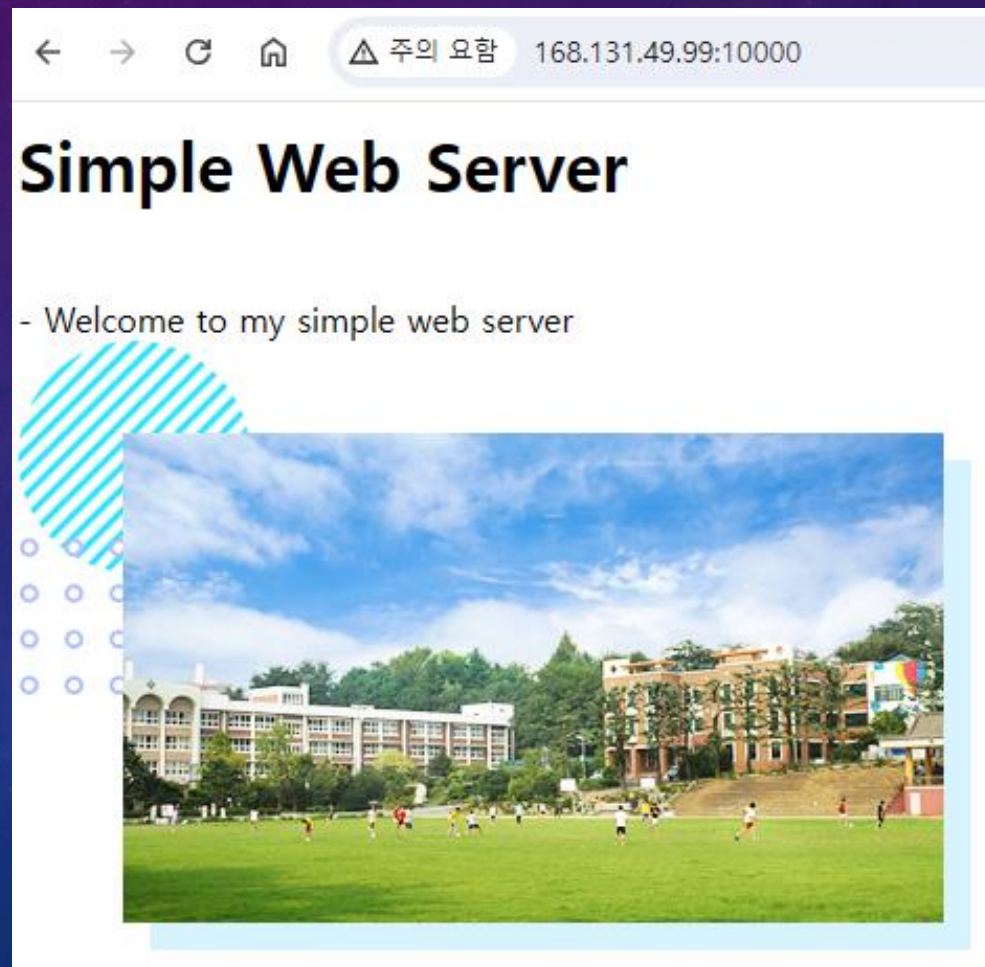 주의 요함 168.131.49.99:10000
Simple Web Server
- Welcome to my simple web server